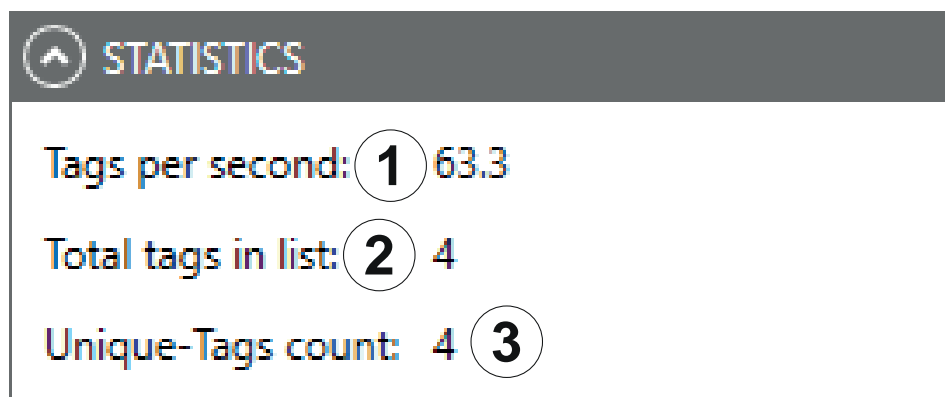 STATISTICS
Tags per second: 1 63.3
Total tags in list: 2 4
Unique-Tags count: 4 3